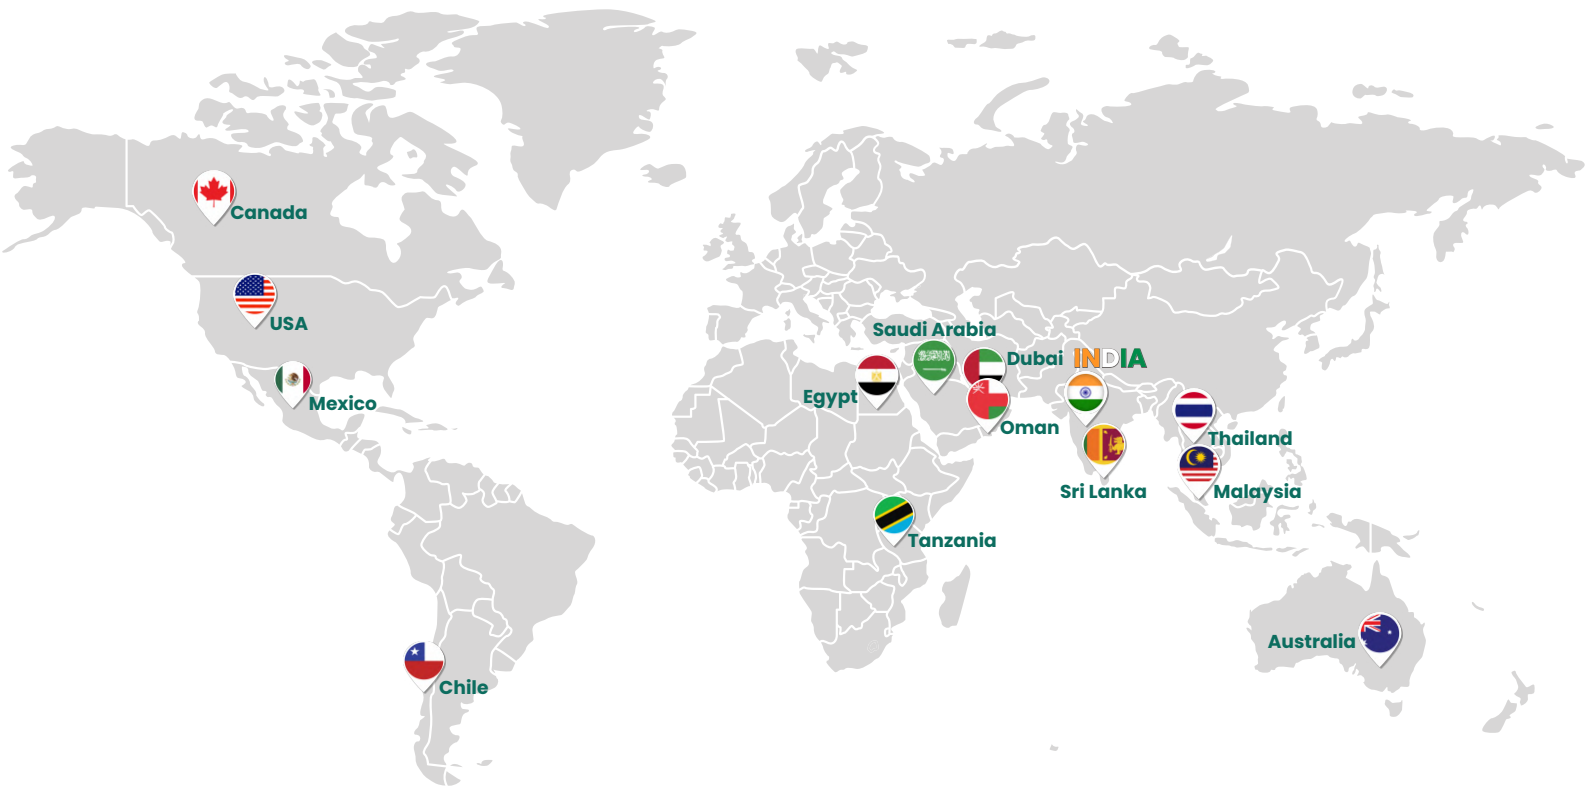 Canada
USA
Saudi Arabia
Dubai
INDIA
Egypt
Mexico
Oman
Thailand
Sri Lanka
Malaysia
Tanzania
Australia
Chile